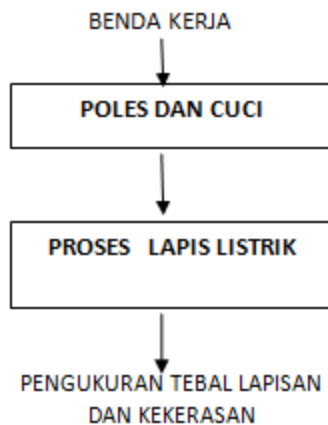 BENDA KERJA
POLES DAN CUCI
PROSES LAPIS LISTRIK
PENGUKURAN TEBAL LAPISAN
DAN KEKERASAN